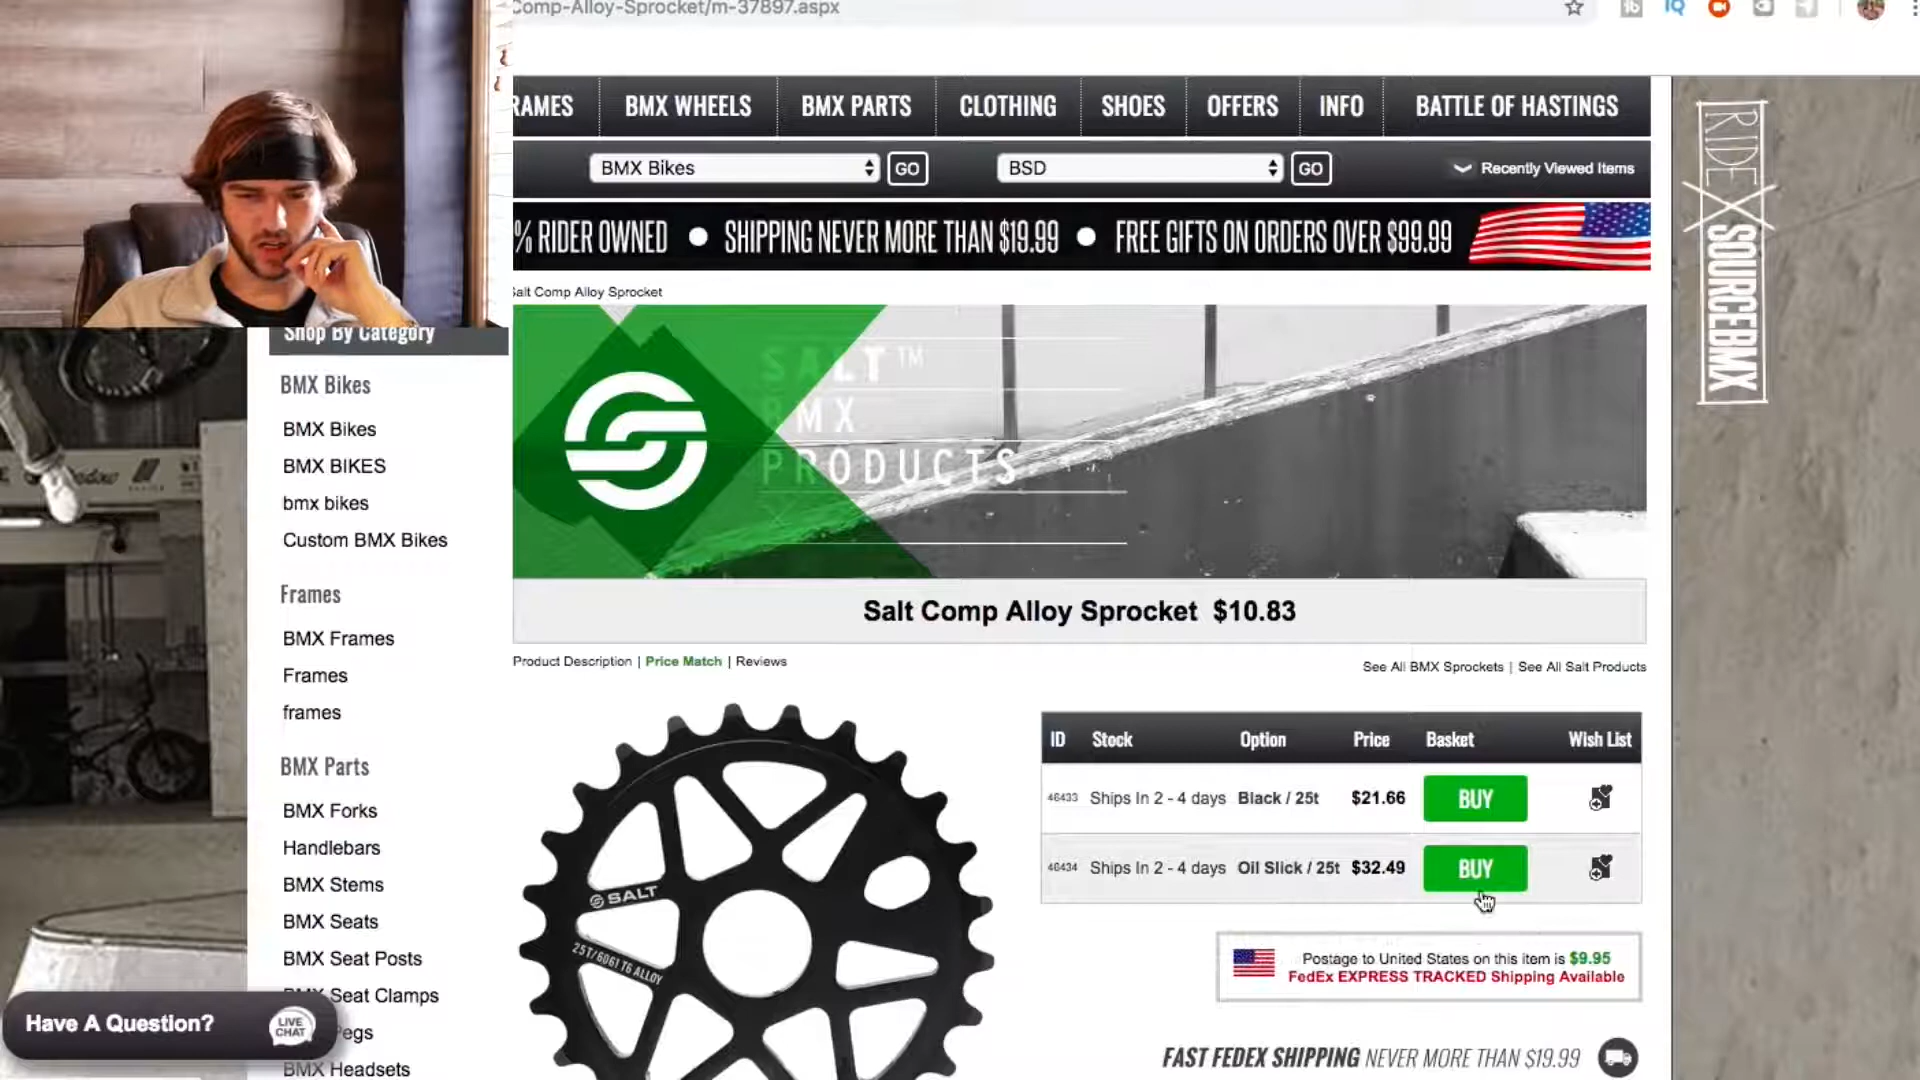 Comp-Alloy-Sprocket/m-37897.aspx
RAMES
BMX WHEELS
BMX PARTS
CLOTHING
SHOES
OFFERS
INFO
BATTLE OF HASTINGS
BMX Bikes
GO
BSD
GO
Recently Viewed Items
% RIDER OWNED ● SHIPPING NEVER MORE THAN $19.99 ● FREE GIFTS ON ORDERS OVER $99.99
RIDE X SOURCEBMX
Salt Comp Alloy Sprocket
SALT™
BMX
PRODUCTS
Salt Comp Alloy Sprocket $10.83
Product Description | Price Match | Reviews
See All BMX Sprockets | See All Salt Products
Shop By Category
BMX Bikes
BMX Bikes
BMX BIKES
bmx bikes
Custom BMX Bikes
Frames
BMX Frames
Frames
frames
BMX Parts
BMX Forks
Handlebars
BMX Stems
BMX Seats
BMX Seat Posts
Seat Clamps
Pegs
BMX Headsets
Have A Question?
LIVE
CHAT
SALT
25T/6061 T6 ALLOY
ID Stock Option Price Basket Wish List
46433 Ships In 2 - 4 days Black / 25t $21.66 BUY
46434 Ships In 2 - 4 days Oil Slick / 25t $32.49 BUY
Postage to United States on this item is $9.95
FedEx EXPRESS TRACKED Shipping Available
FAST FEDEX SHIPPING NEVER MORE THAN $19.99